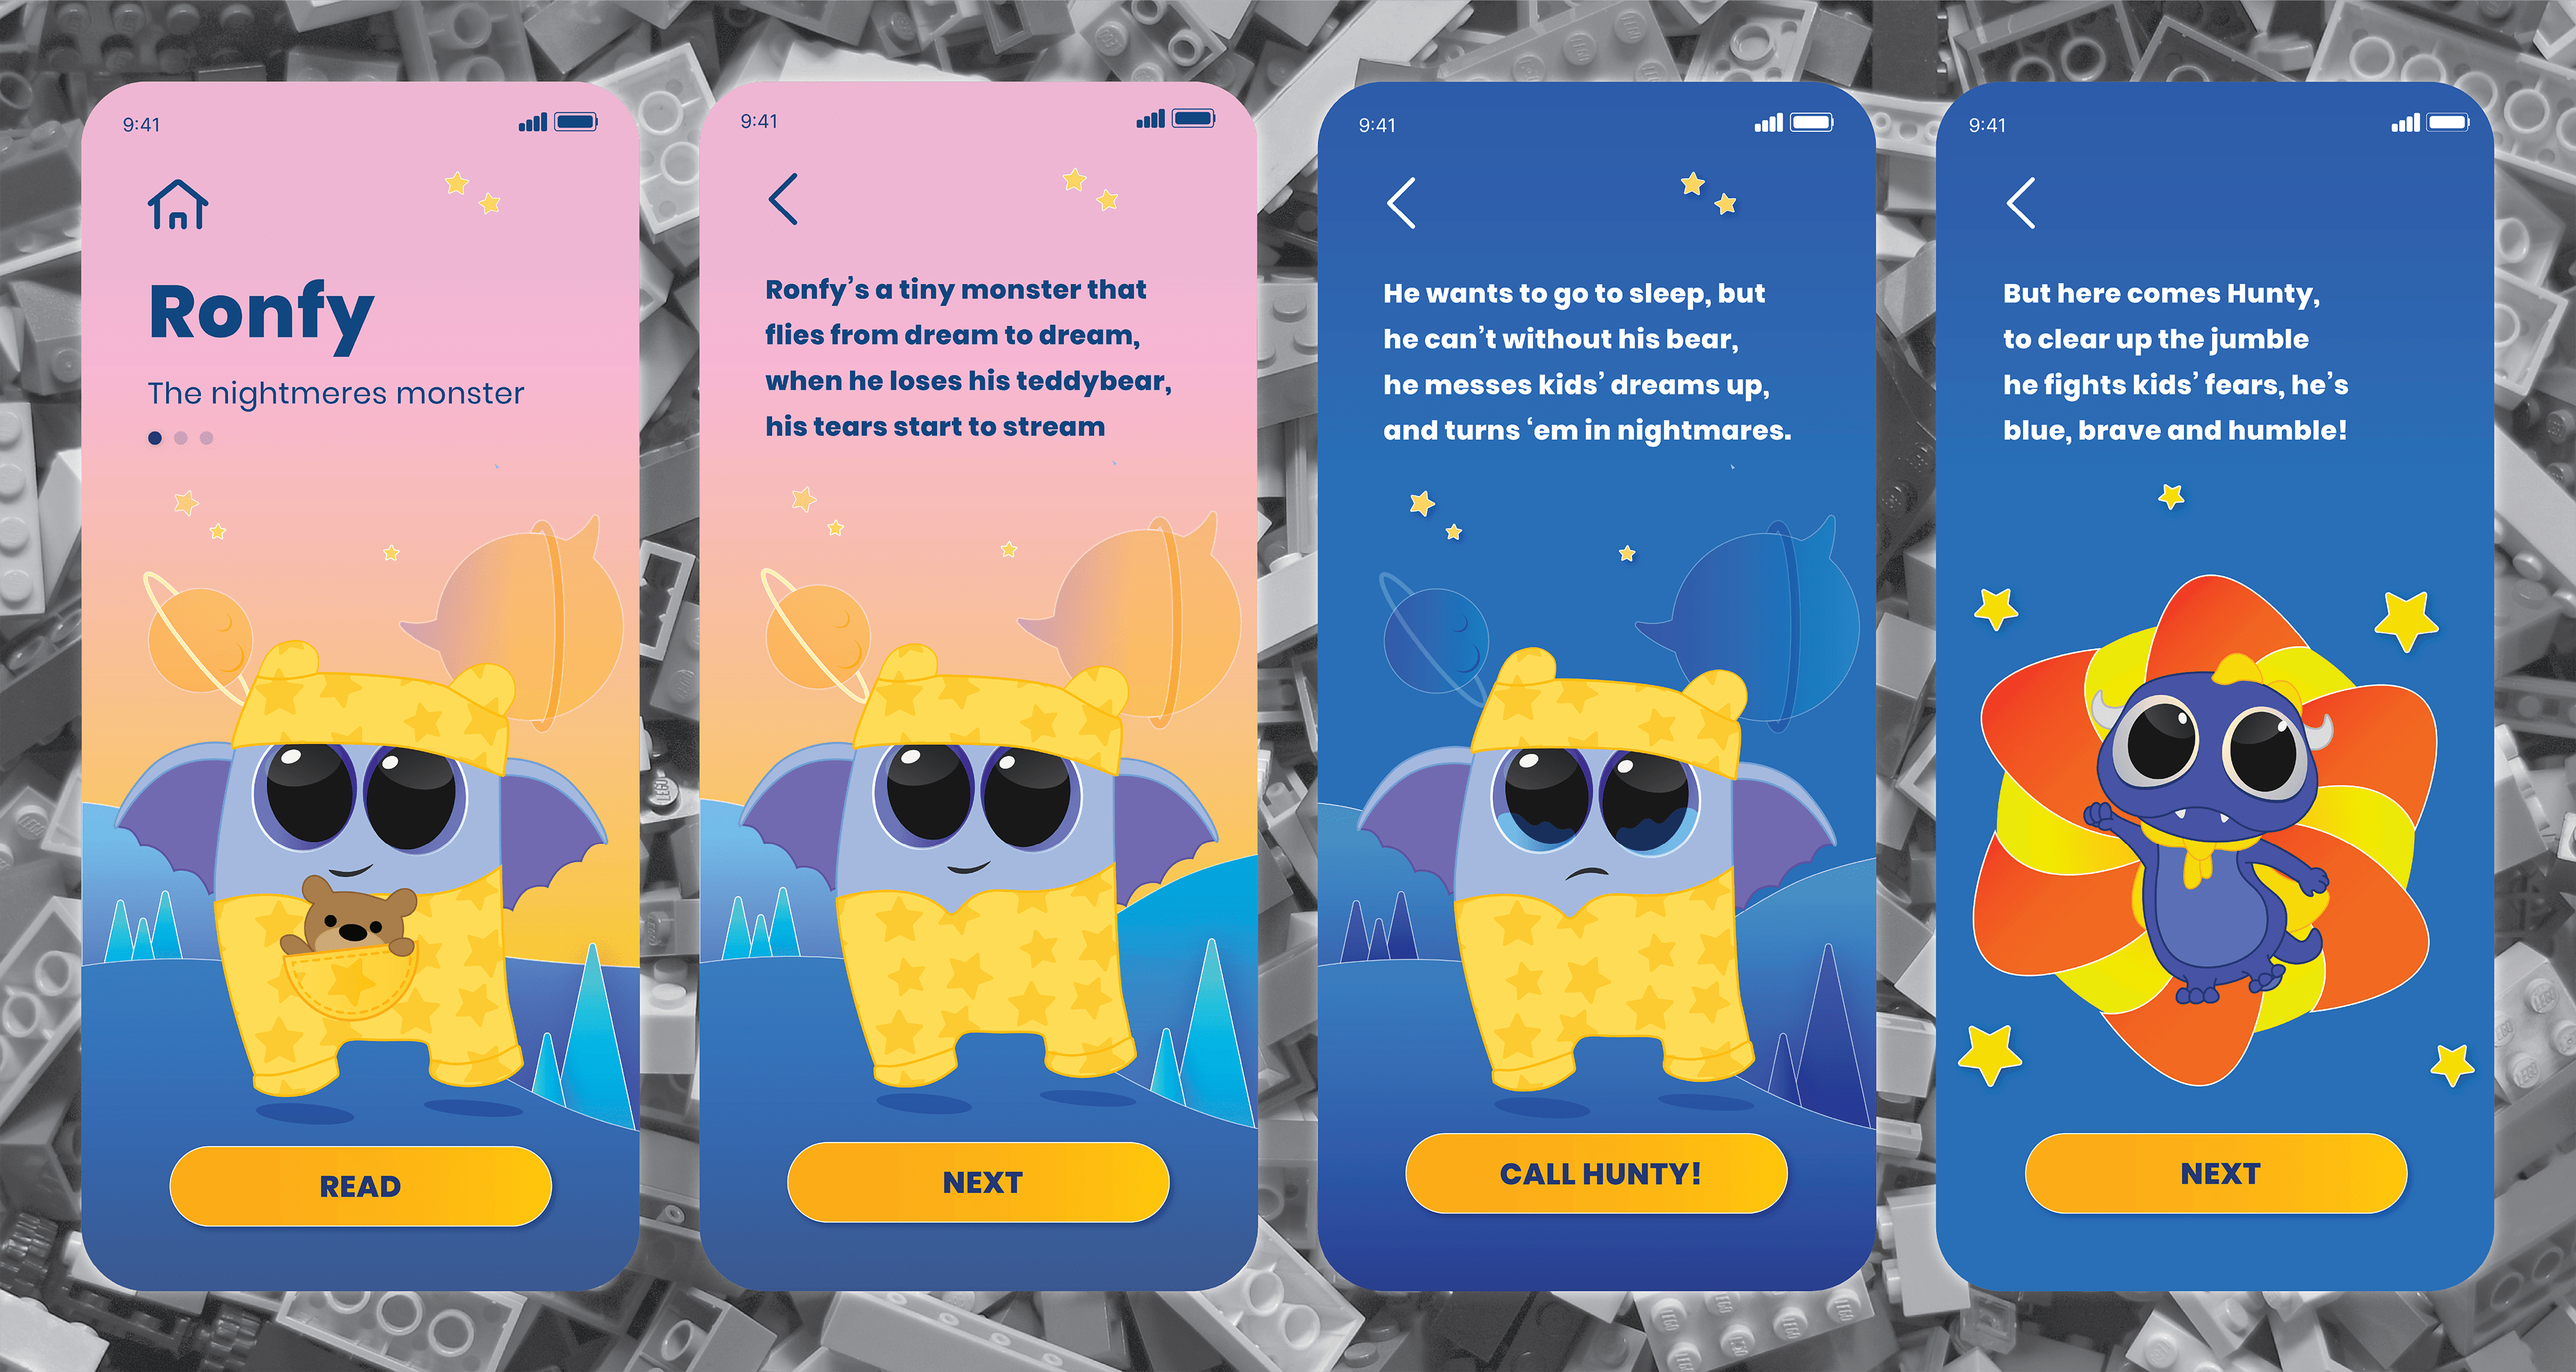 9:41
Ronfy
The nightmeres monster
READ
9:41
Ronfy’s a tiny monster that
flies from dream to dream,
when he loses his teddybear,
his tears start to stream
NEXT
9:41
He wants to go to sleep, but
he can’t without his bear,
he messes kids’ dreams up,
and turns ‘em in nightmares.
CALL HUNTY!
9:41
But here comes Hunty,
to clear up the jumble
he fights kids’ fears, he’s
blue, brave and humble!
NEXT
LEGO